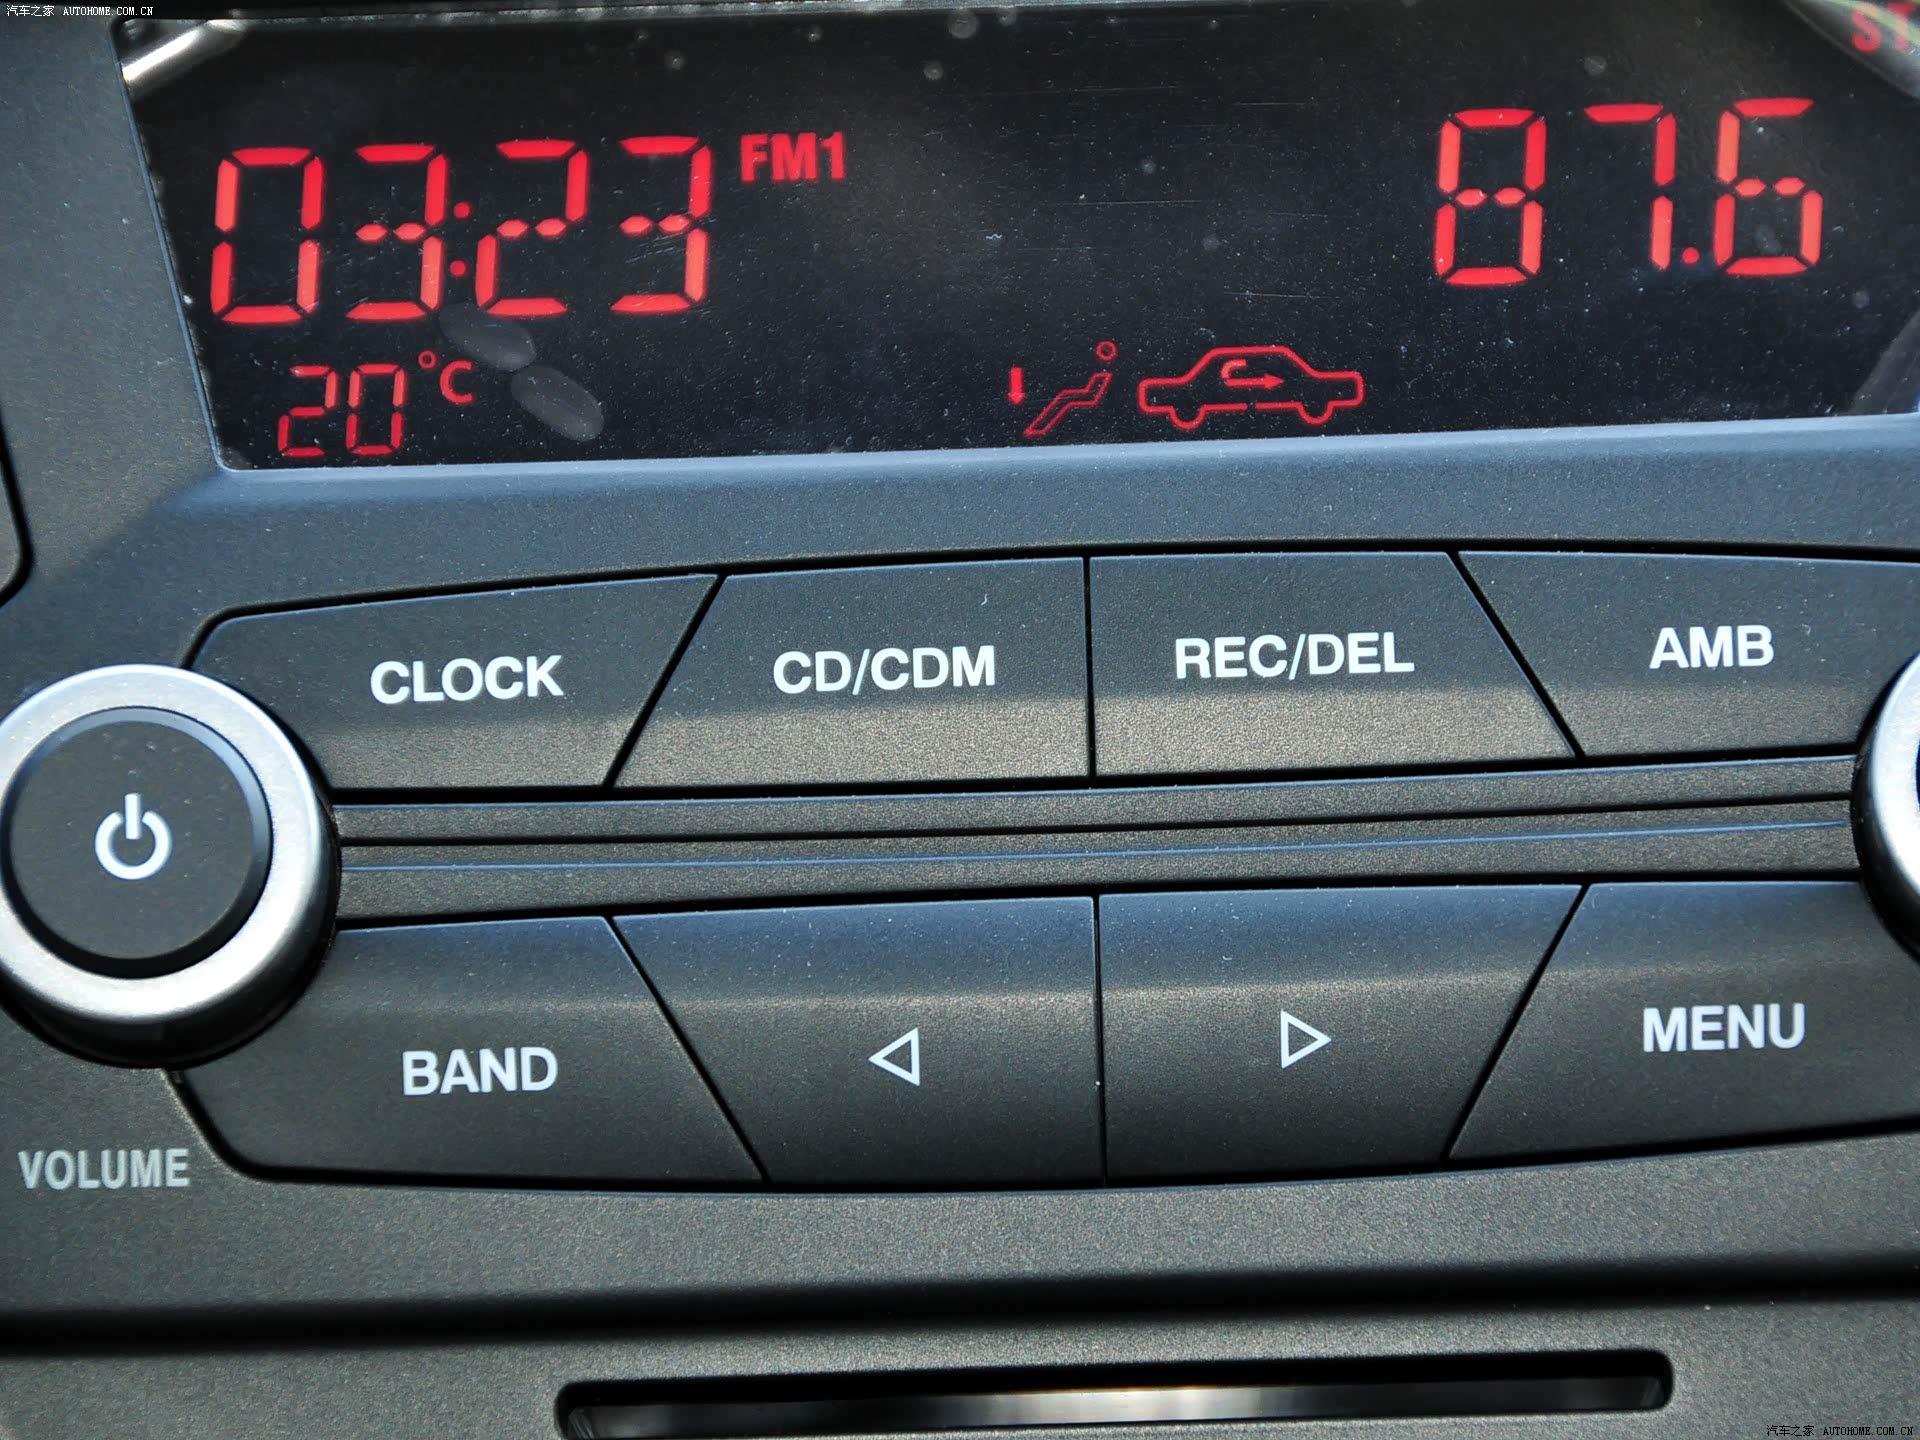 汽车之家 AUTOHOME.COM.CN
ST
03:23 FM1 87.6
20°C
CLOCK CD/CDM REC/DEL AMB
BAND MENU
VOLUME
汽车之家 AUTOHOME.COM.CN